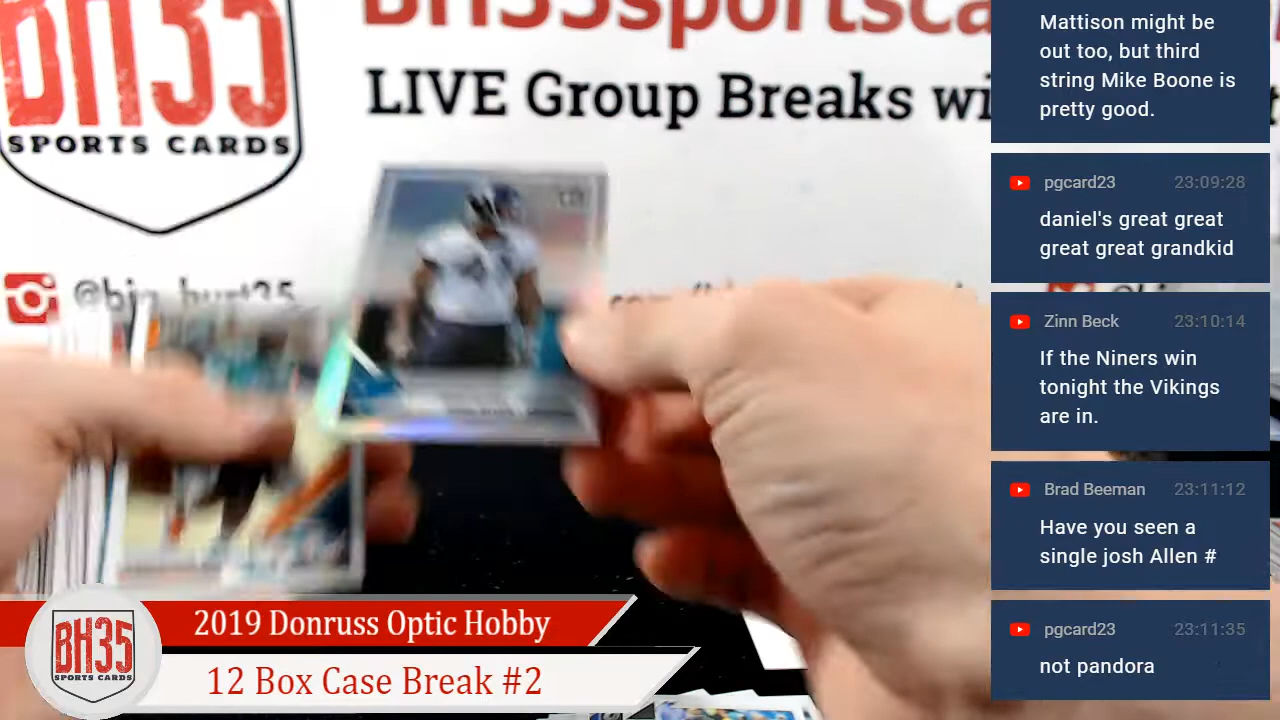 BH35
SPORTS CARDS
BH35sportsca
LIVE Group Breaks wi
Mattison might be
out too, but third
string Mike Boone is
pretty good.
pgcard23 23:09:28
daniel's great great
great great grandkid
Zinn Beck 23:10:14
If the Niners win
tonight the Vikings
are in.
Brad Beeman 23:11:12
Have you seen a
single josh Allen #
pgcard23 23:11:35
not pandora
BH35
SPORTS CARDS
2019 Donruss Optic Hobby
12 Box Case Break #2